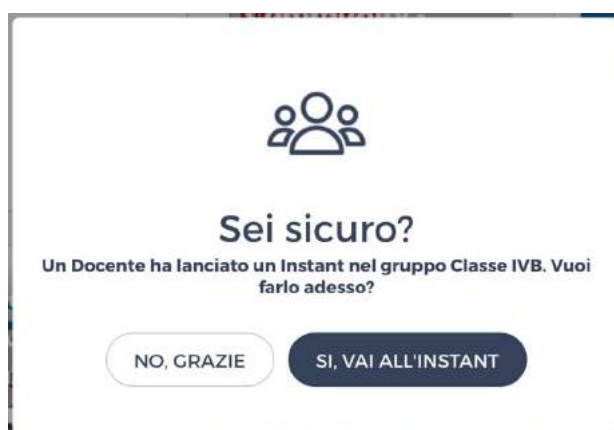 Sei sicuro?
Un Docente ha lanciato un Instant nel gruppo Classe IVB. Vuoi
farlo adesso?
NO, GRAZIE
SI, VAI ALL'INSTANT